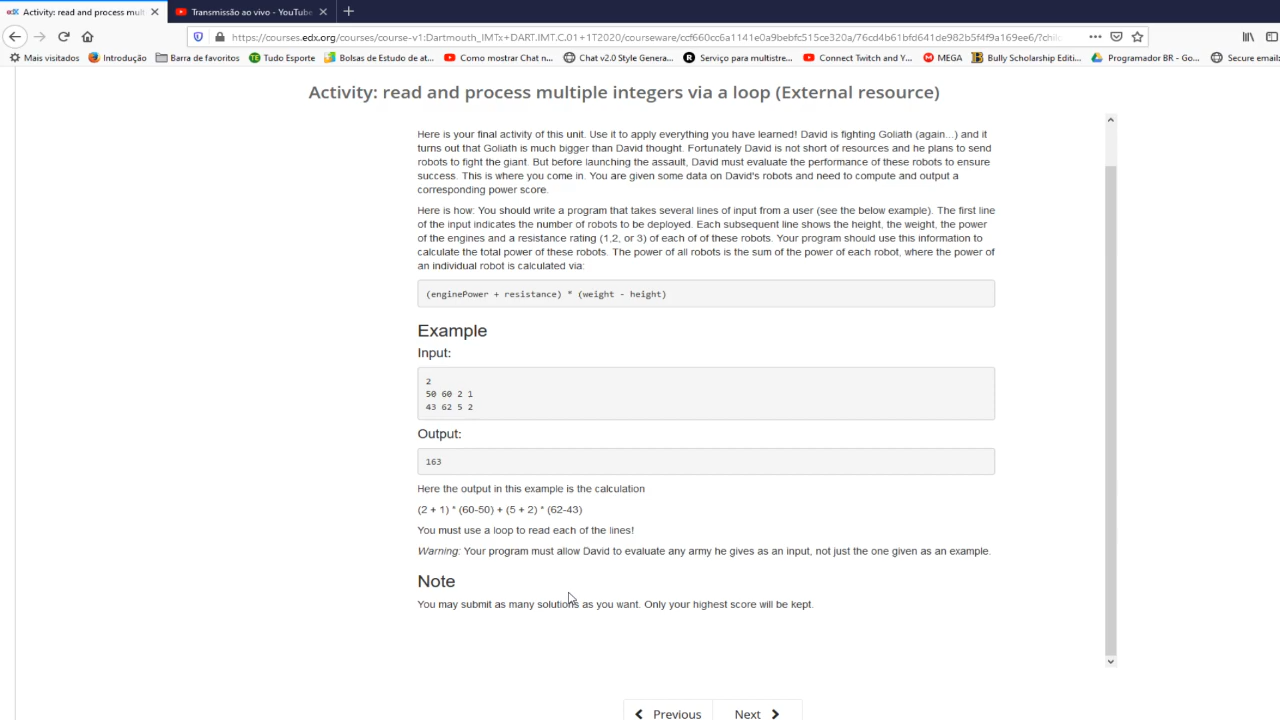 Activity: read and process mult
Transmissão ao vivo - YouTube
https://courses.edx.org/courses/course-v1:Dartmouth_IMTx+DART.IMT.C.01+1T2020/courseware/ccf660cc6a1141e0a9bebfc515ce320a/76cd4b61bfd641de982b5f4f9a169ee6/?chil
Mais visitados Introdução Barra de favoritos Tudo Esporte Bolsas de Estudo de at... Como mostrar Chat n... Chat v2.0 Style Genera... Serviço para multistre... Connect Twitch and Y... MEGA Bully Scholarship Editi... Programador BR - Go... Secure emails
Activity: read and process multiple integers via a loop (External resource)
Here is your final activity of this unit. Use it to apply everything you have learned! David is fighting Goliath (again...) and it
turns out that Goliath is much bigger than David thought. Fortunately David is not short of resources and he plans to send
robots to fight the giant. But before launching the assault, David must evaluate the performance of these robots to ensure
success. This is where you come in. You are given some data on David's robots and need to compute and output a
corresponding power score.
Here is how: You should write a program that takes several lines of input from a user (see the below example). The first line
of the input indicates the number of robots to be deployed. Each subsequent line shows the height, the weight, the power
of the engines and a resistance rating (1,2, or 3) of each of of these robots. Your program should use this information to
calculate the total power of these robots. The power of all robots is the sum of the power of each robot, where the power of
an individual robot is calculated via:
(enginePower + resistance) * (weight - height)
Example
Input:
2
50 60 2 1
43 62 5 2
Output:
163
Here the output in this example is the calculation
(2 + 1) * (60-50) + (5 + 2) * (62-43)
You must use a loop to read each of the lines!
Warning: Your program must allow David to evaluate any army he gives as an input, not just the one given as an example.
Note
You may submit as many solutions as you want. Only your highest score will be kept.
Previous Next